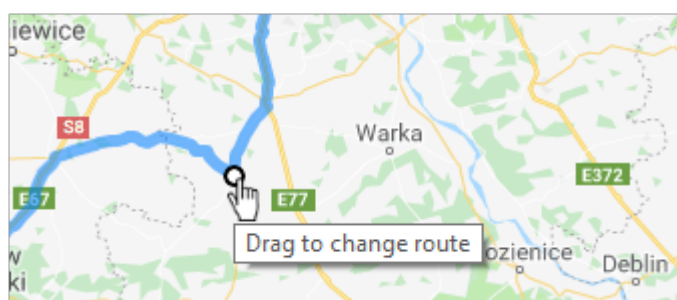 iewice
S8
Warka
E67
E77
E372
Drag to change route
w
ki
ozienice
Deblin